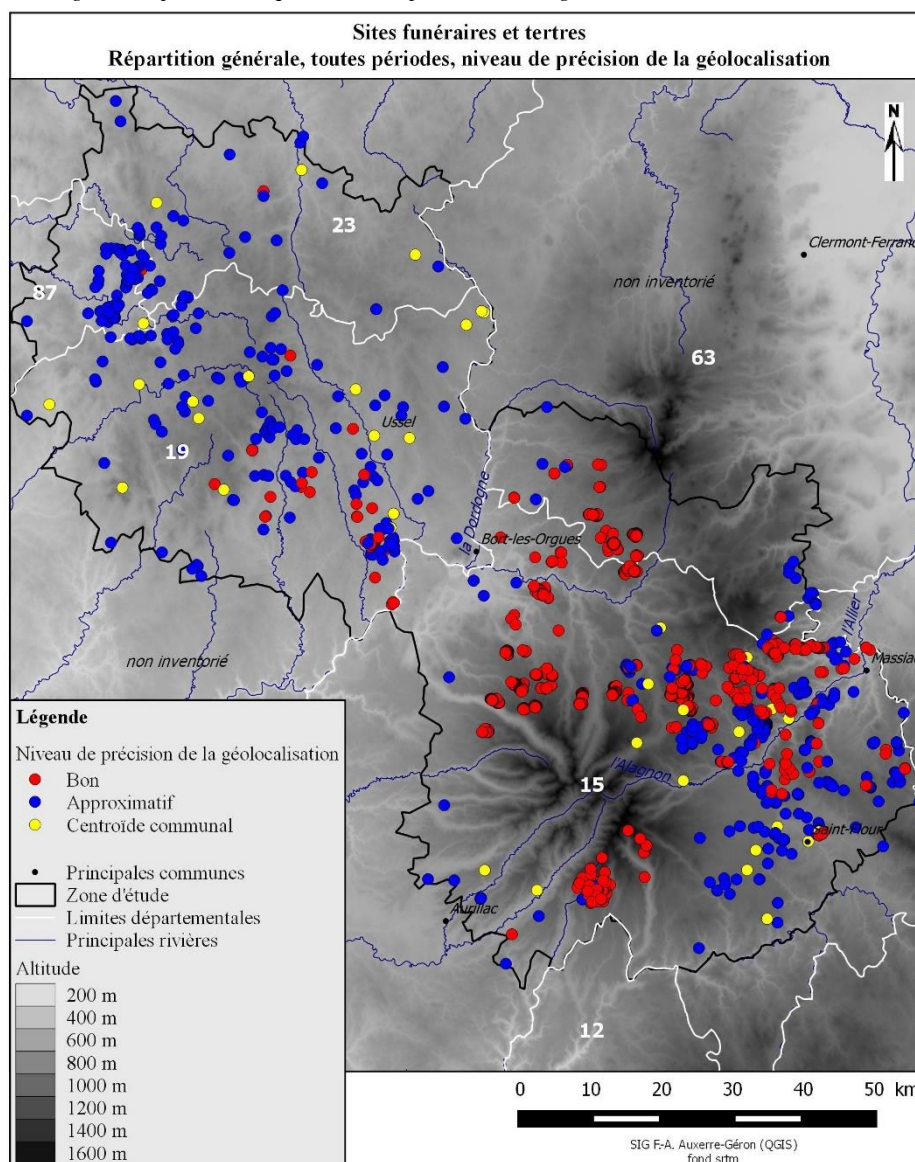 Sites funéraires et tertres
Répartition générale, toutes périodes, niveau de précision de la géolocalisation
N
23
Clermont-Ferrand
non inventorié
87
63
Ussel
19
la Dordogne
Bort-les-Orgues
l'Allier
non inventorié
Massiac
l'Alagnon
15
Saint-Flour
Aurillac
12
Légende
Niveau de précision de la géolocalisation
Bon
Approximatif
Centroïde communal
Principales communes
Zone d'étude
Limites départementales
Principales rivières
Altitude
200 m
400 m
600 m
800 m
1000 m
1200 m
1400 m
1600 m
0 10 20 30 40 50 km
SIG F.-A. Auxerre-Géron (QGIS)
fond srtm